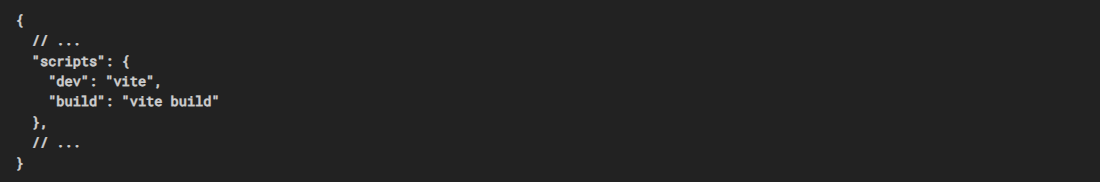 {
  // ...
  "scripts": {
    "dev": "vite",
    "build": "vite build"
  },
  // ...
}